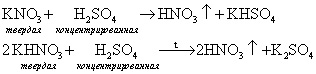 KNO₃ + H₂SO₄ → HNO₃ ↑ + KHSO₄
твердая концентрированная
2KHNO₃ + H₂SO₄ t→ 2HNO₃ ↑ + K₂SO₄
твердая концентрированная